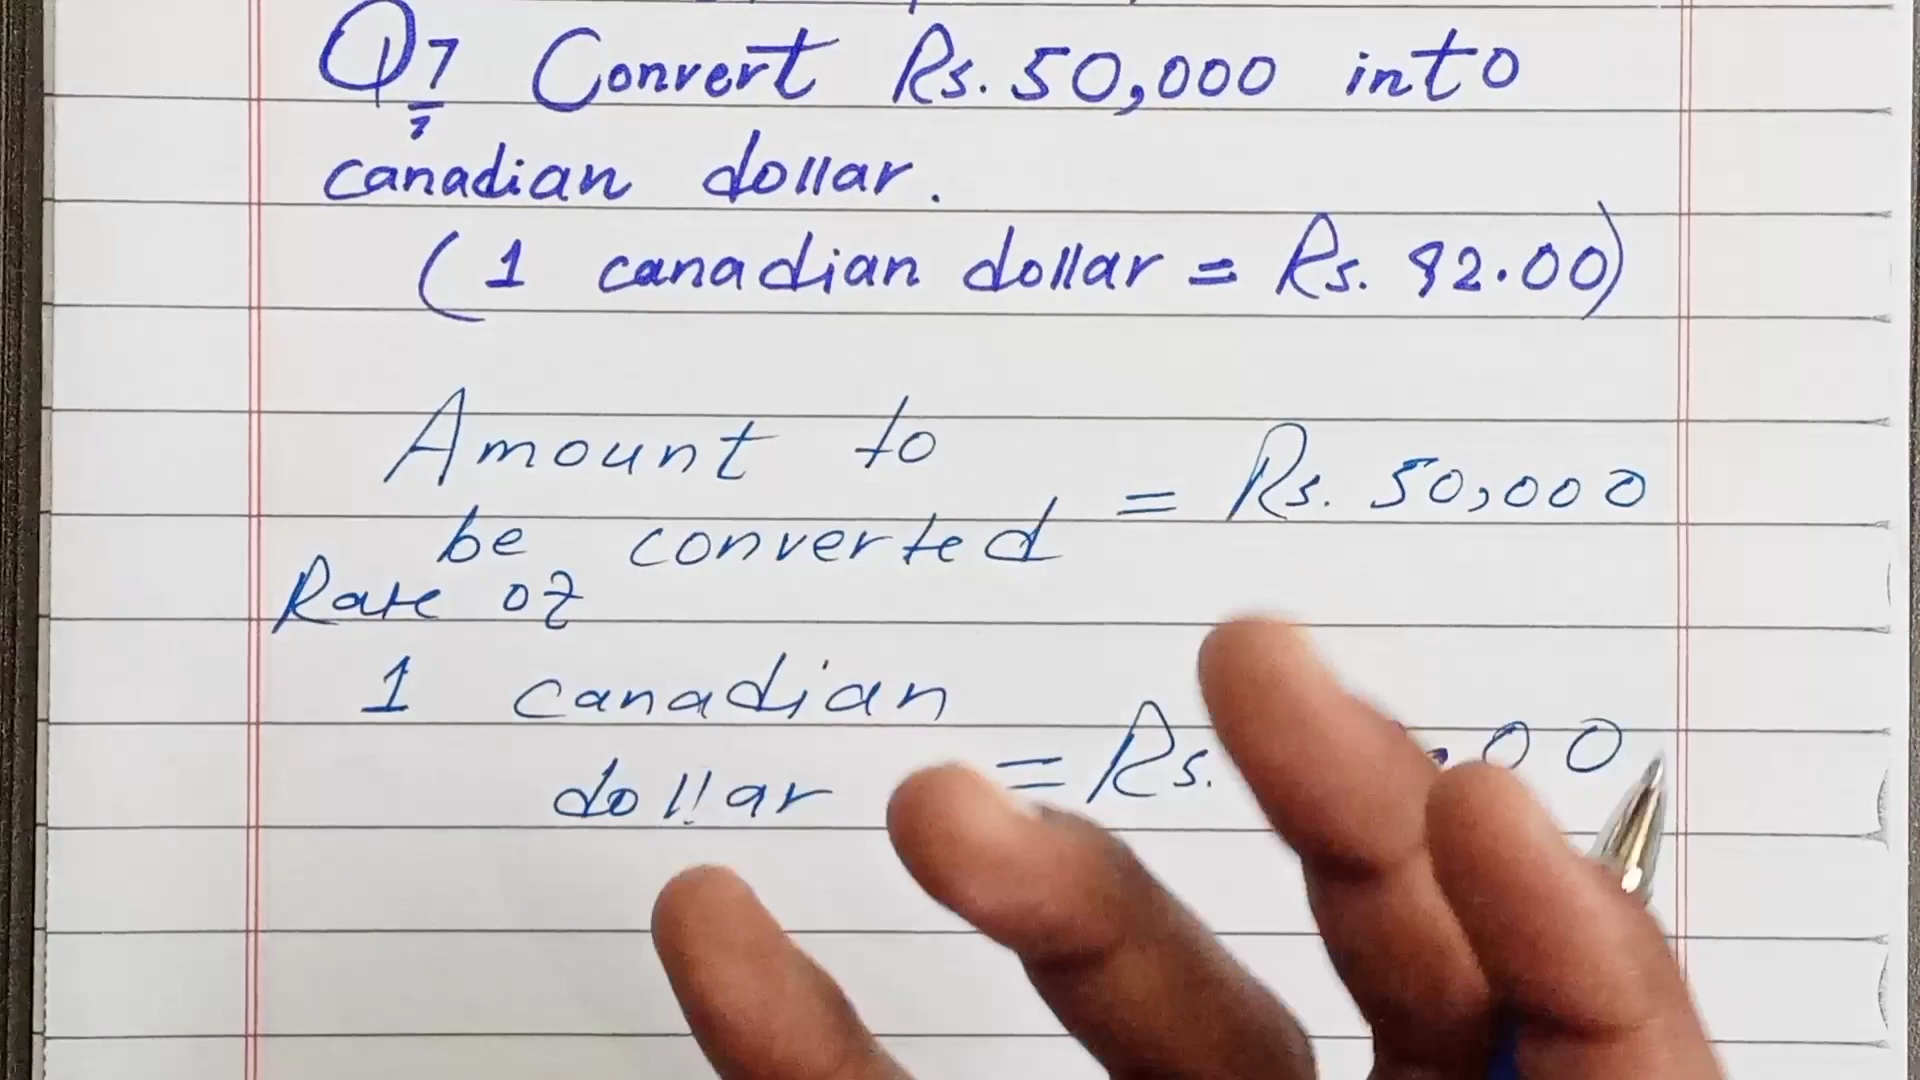 Q7 Convert Rs. 50,000 into
canadian dollar.
(1 canadian dollar = Rs. 92.00)
Amount to
be converted = Rs. 50,000
Rate of
1 canadian
dollar = Rs. .00